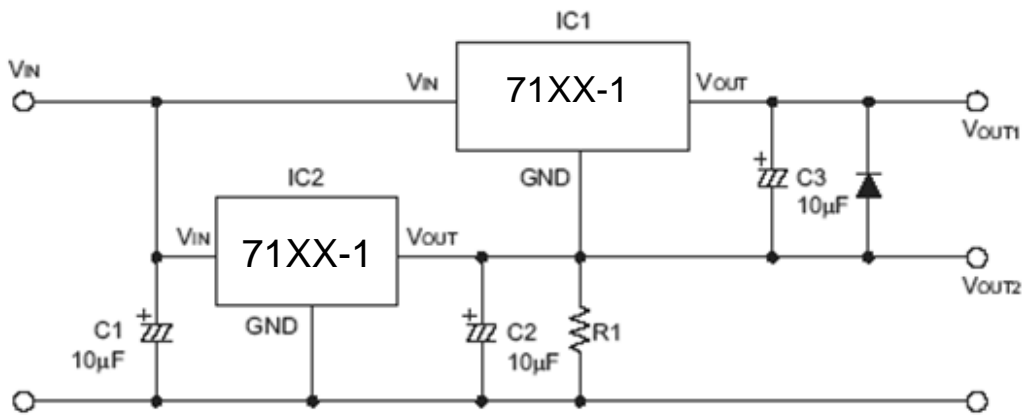 IC1
VIN
VIN
71XX-1
VOUT
VOUT1
GND
C3
10µF
+
IC2
VIN
71XX-1
VOUT
VOUT2
GND
+
C1
10µF
+
C2
10µF
R1